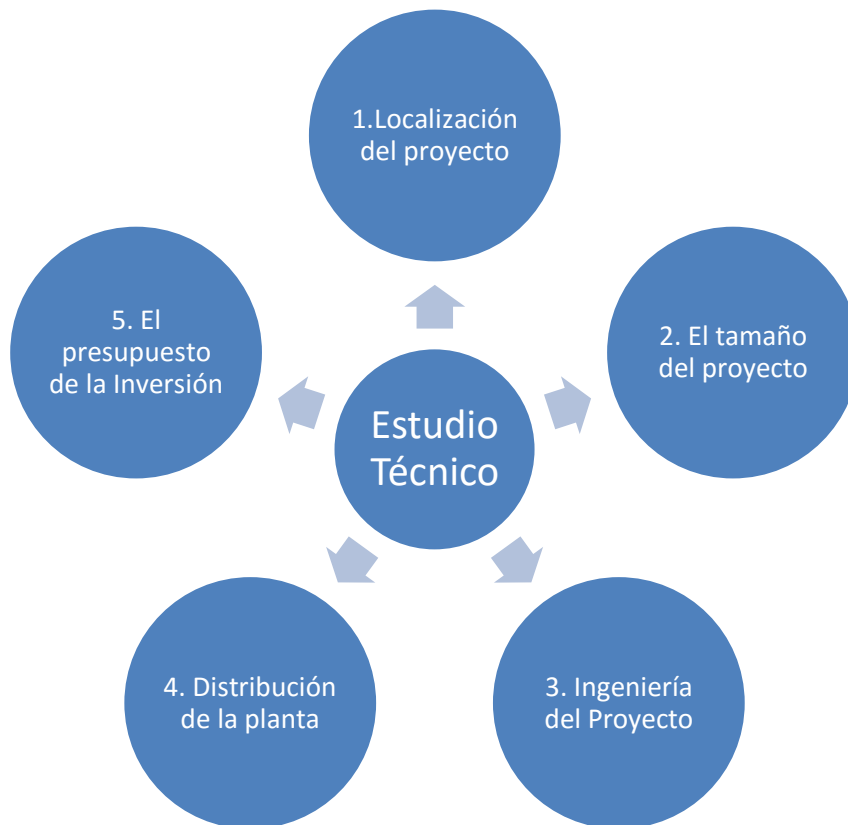 1.Localización
del proyecto
2. El tamaño
del proyecto
3. Ingeniería
del Proyecto
4. Distribución
de la planta
5. El
presupuesto
de la Inversión
Estudio
Técnico